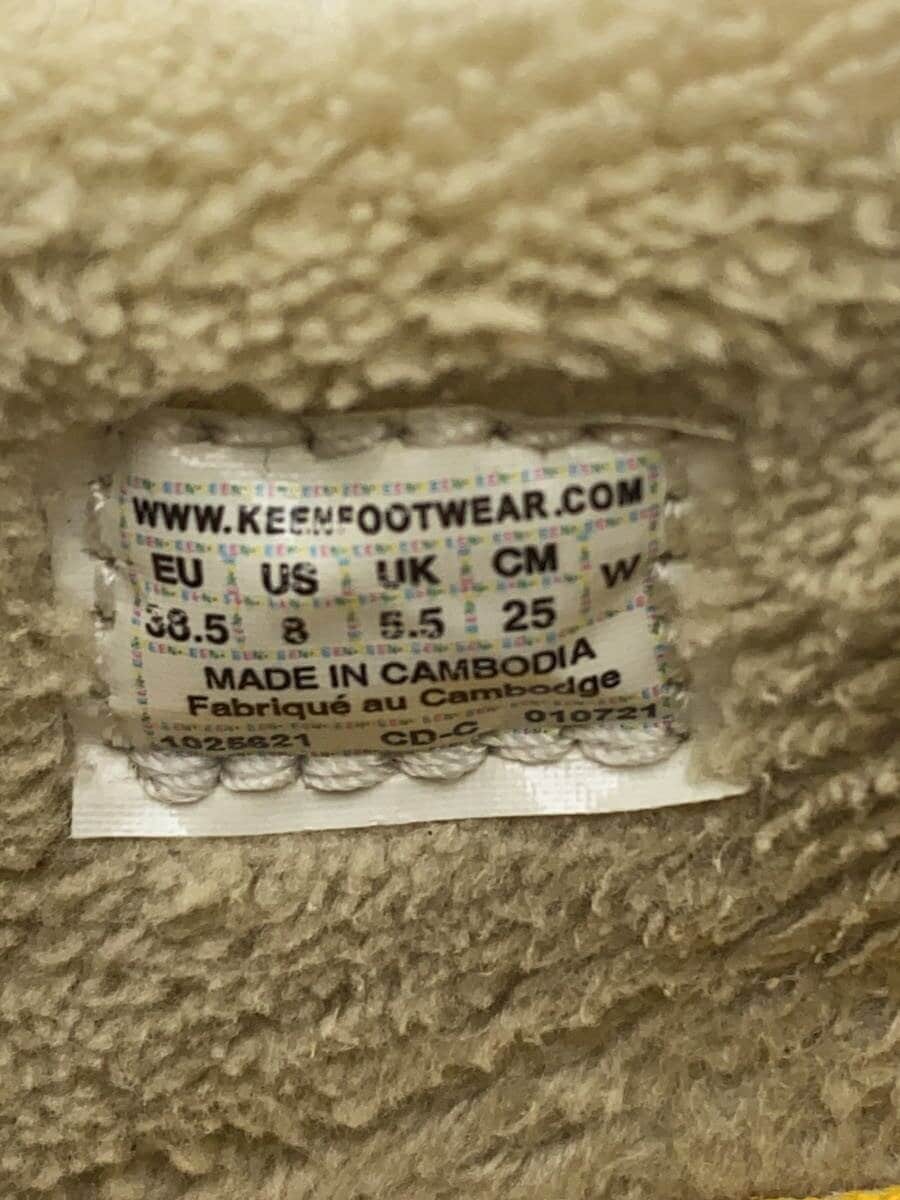 WWW.KEENFOOTWEAR.COM
EU US UK CM W
38.5 8 5.5 25
MADE IN CAMBODIA
Fabriqué au Cambodge
1025621 CD-C 010721